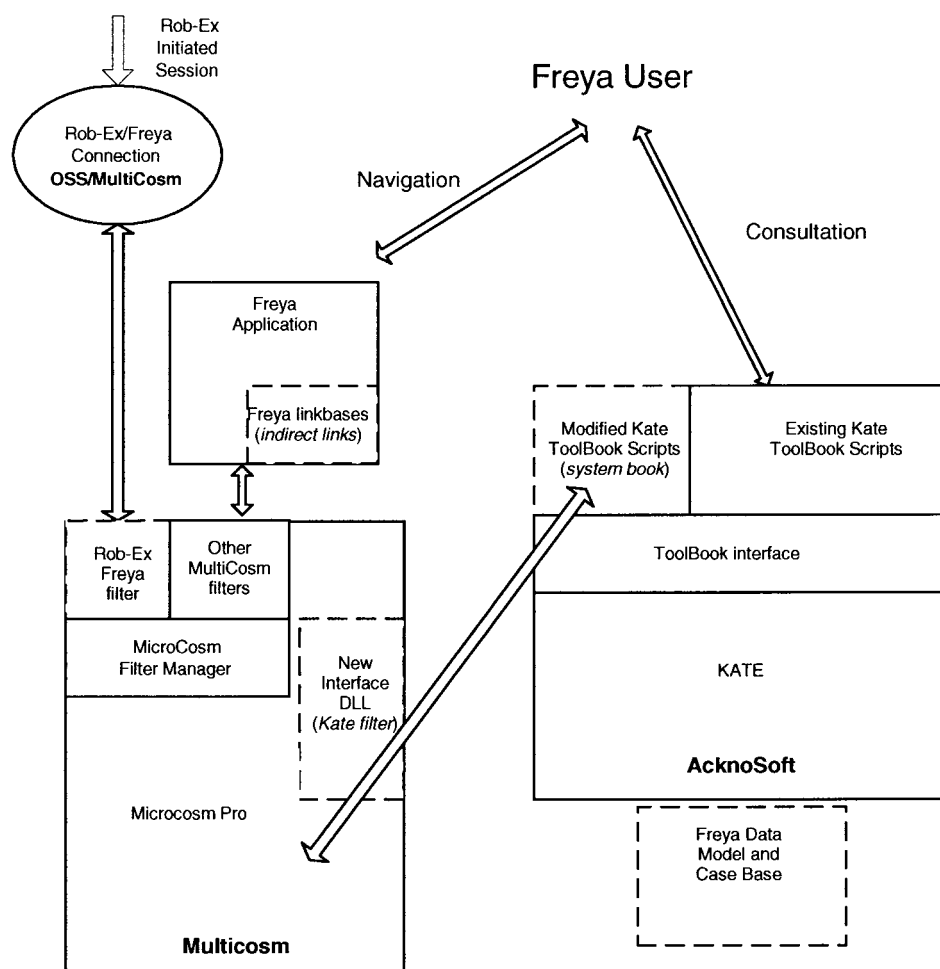 Rob-Ex
Initiated
Session
Freya User
Rob-Ex/Freya
Connection
OSS/MultiCosm
Navigation
Consultation
Freya
Application
Freya linkbases
(indirect links)
Modified Kate
ToolBook Scripts
(system book)
Existing Kate
ToolBook Scripts
Rob-Ex
Freya
filter
Other
MultiCosm
filters
ToolBook interface
MicroCosm
Filter Manager
New
Interface
DLL
(Kate filter)
KATE
AcknoSoft
Microcosm Pro
Freya Data
Model and
Case Base
Multicosm